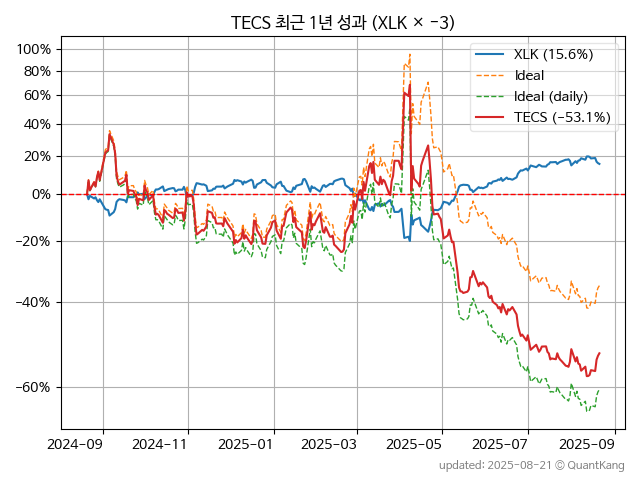 TECS 최근 1년 성과 (XLK × −3)
XLK (15.6%)
Ideal
Ideal (daily)
TECS (−53.1%)
100%
80%
60%
40%
20%
0%
−20%
−40%
−60%
2024−09 2024−11 2025−01 2025−03 2025−05 2025−07 2025−09
updated: 2025-08-21 © QuantKang